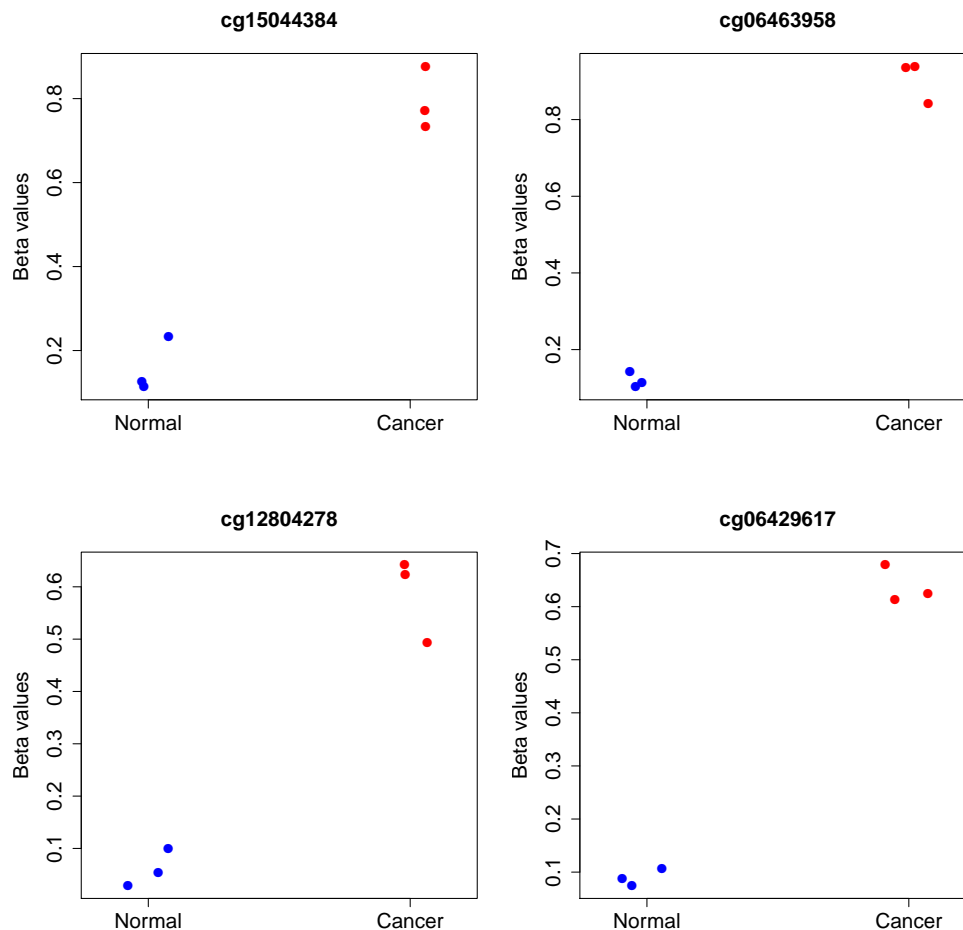 cg15044384
Beta values
0.8
0.6
0.4
0.2
Normal Cancer
cg06463958
Beta values
0.8
0.6
0.4
0.2
Normal Cancer
cg12804278
Beta values
0.6
0.5
0.4
0.3
0.2
0.1
Normal Cancer
cg06429617
Beta values
0.7
0.6
0.5
0.4
0.3
0.2
0.1
Normal Cancer